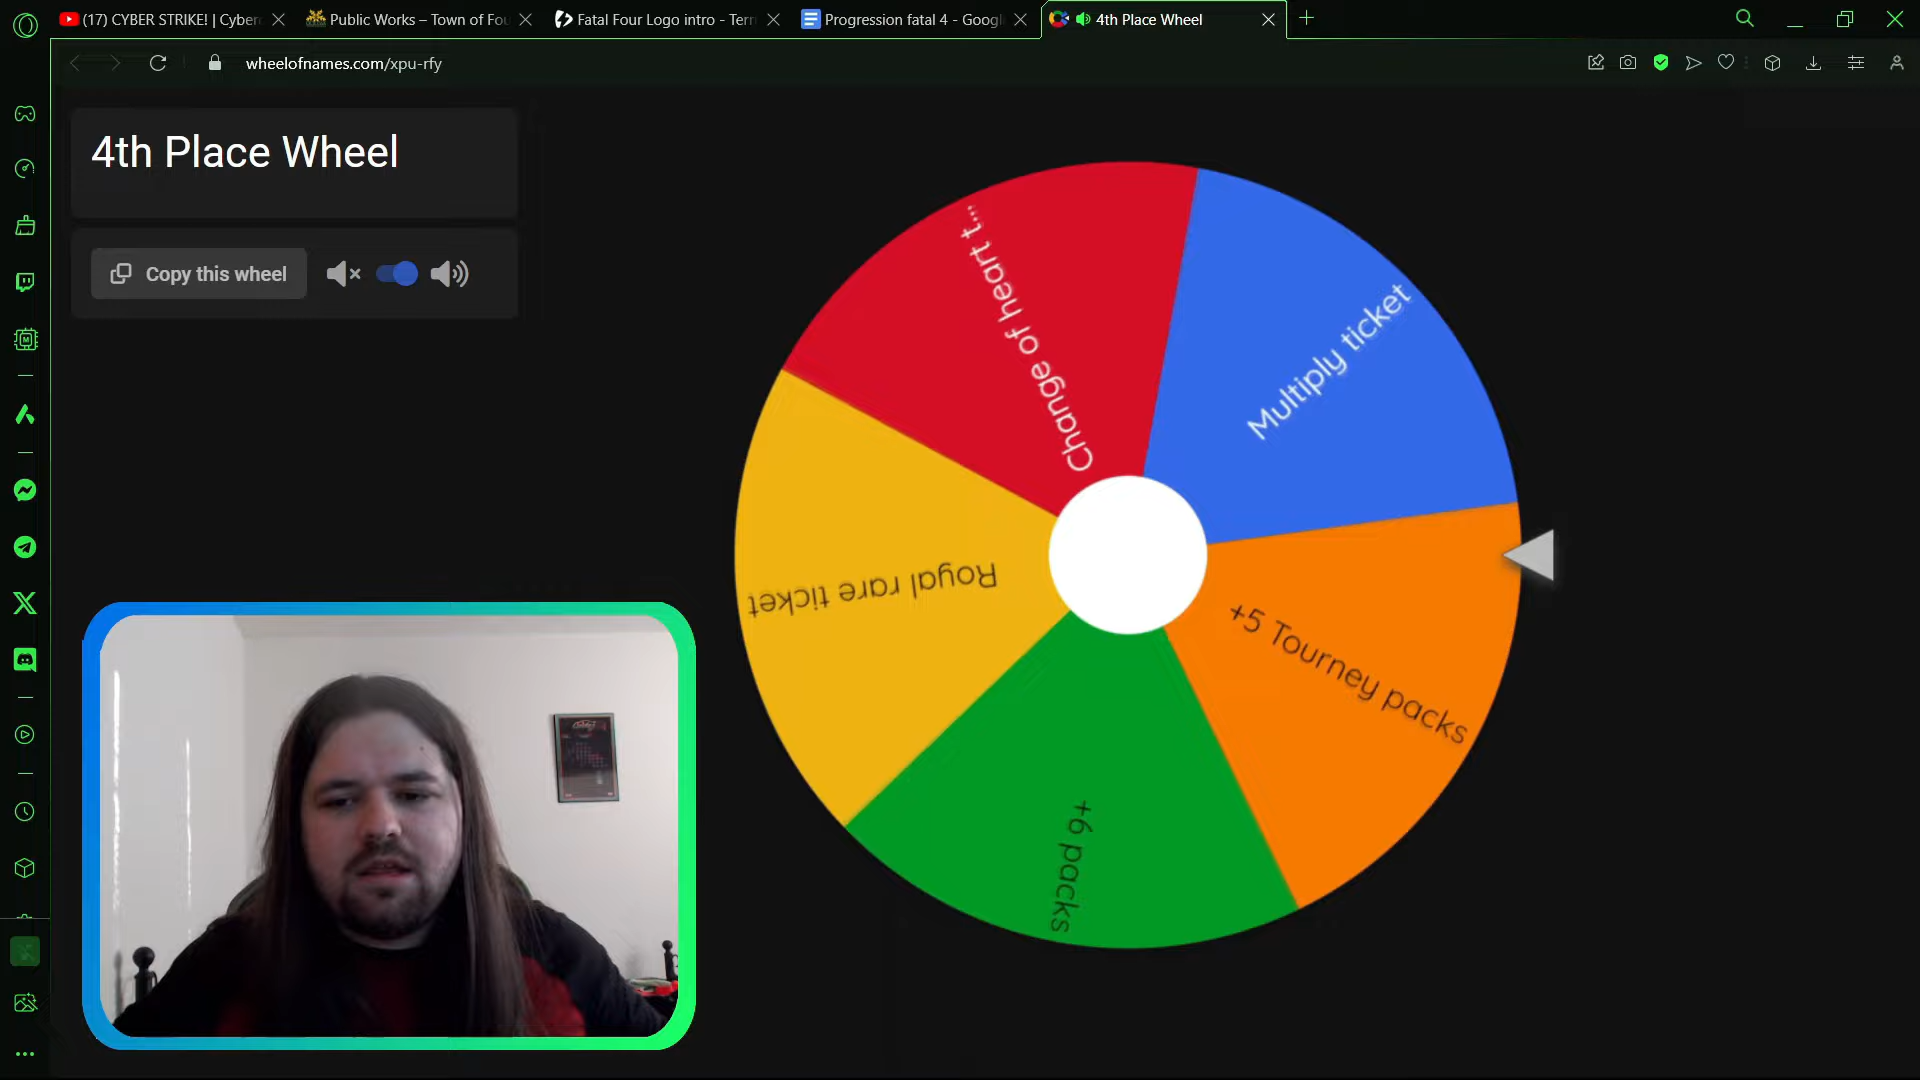 (17) CYBER STRIKE! | Cyber
Public Works – Town of Fou
Fatal Four Logo intro - Tern
Progression fatal 4 - Googl
4th Place Wheel
wheelofnames.com/xpu-rfy
4th Place Wheel
Copy this wheel
Change of heart t...
Multiply ticket
Royal rare ticket
+5 Tourney packs
+6 packs